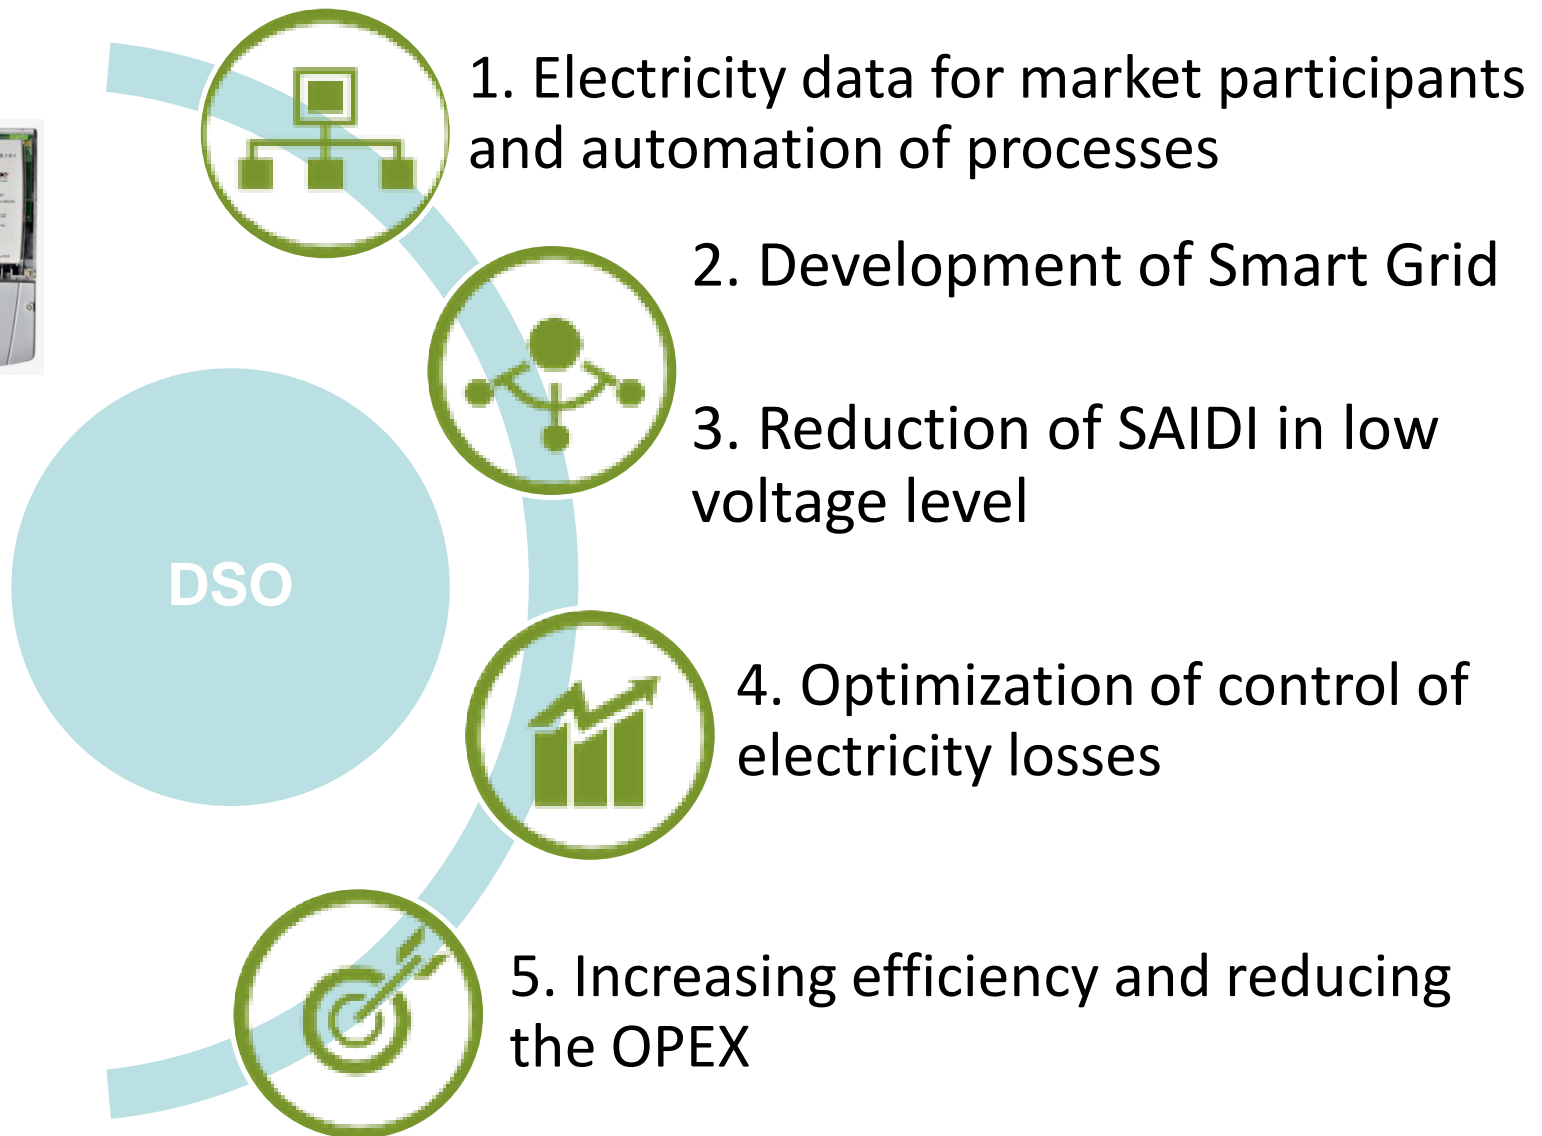 1. Electricity data for market participants
and automation of processes
2. Development of Smart Grid
3. Reduction of SAIDI in low
voltage level
DSO
4. Optimization of control of
electricity losses
5. Increasing efficiency and reducing
the OPEX